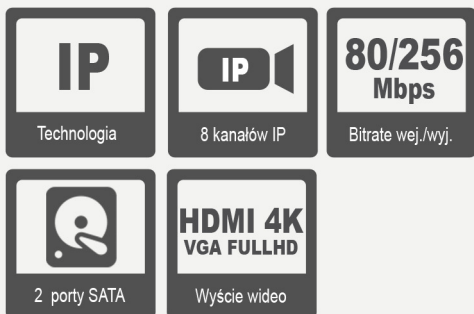 IP
Technologia
IP
8 kanałów IP
80/256
Mbps
Bitrate wej./wyj.
2 porty SATA
HDMI 4K
VGA FULLHD
Wyście wideo